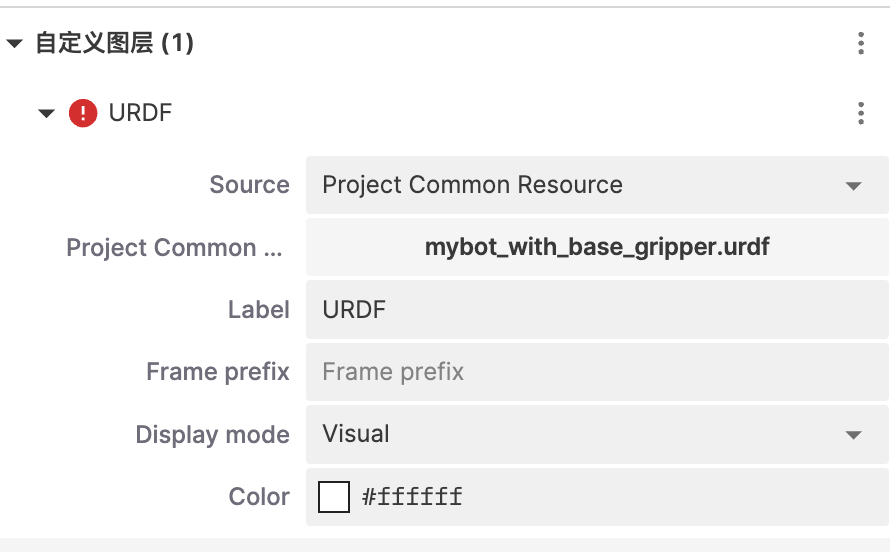 自定义图层 (1)
URDF
Source Project Common Resource
Project Common ... mybot_with_base_gripper.urdf
Label URDF
Frame prefix Frame prefix
Display mode Visual
Color #ffffff